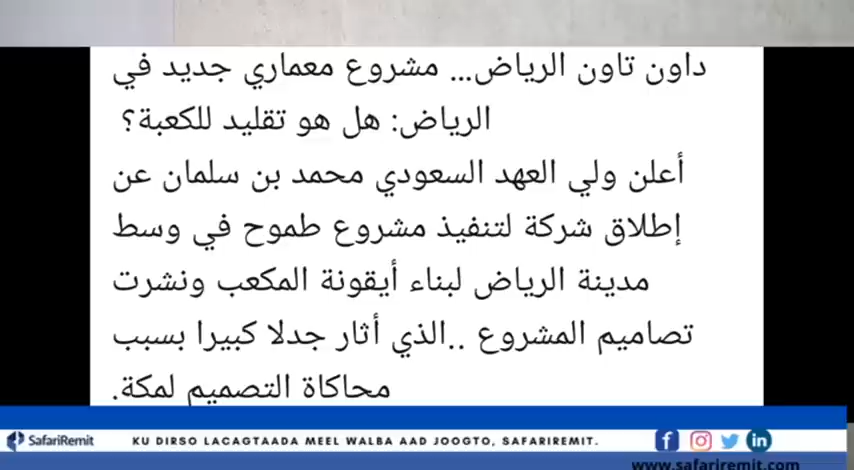 داون تاون الرياض... مشروع معماري جديد في
الرياض: هل هو تقليد للكعبة؟
أعلن ولي العهد السعودي محمد بن سلمان عن
إطلاق شركة لتنفيذ مشروع طموح في وسط
مدينة الرياض لبناء أيقونة المكعب ونشرت
تصاميم المشروع ..الذي أثار جدلا كبيرا بسبب
محاكاة التصميم لمكة.
SafariRemit KU DIRSO LACAGTAADA MEEL WALBA AAD JOOGTO, SAFARIREMIT.
www.safariremit.com